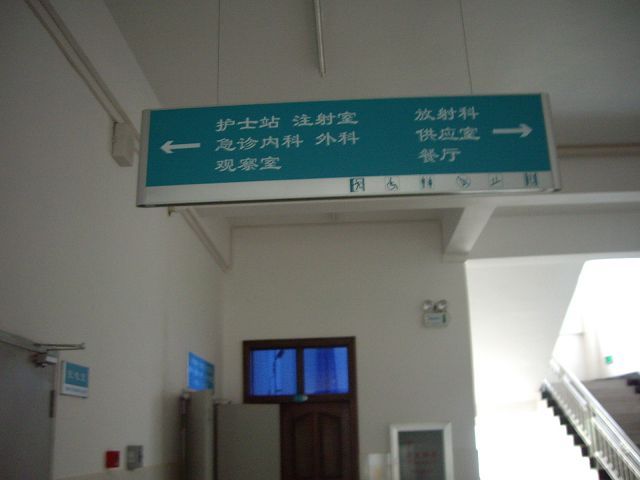 护士站 注射室
急诊内科 外科
观察室
放射科
供应室
餐厅